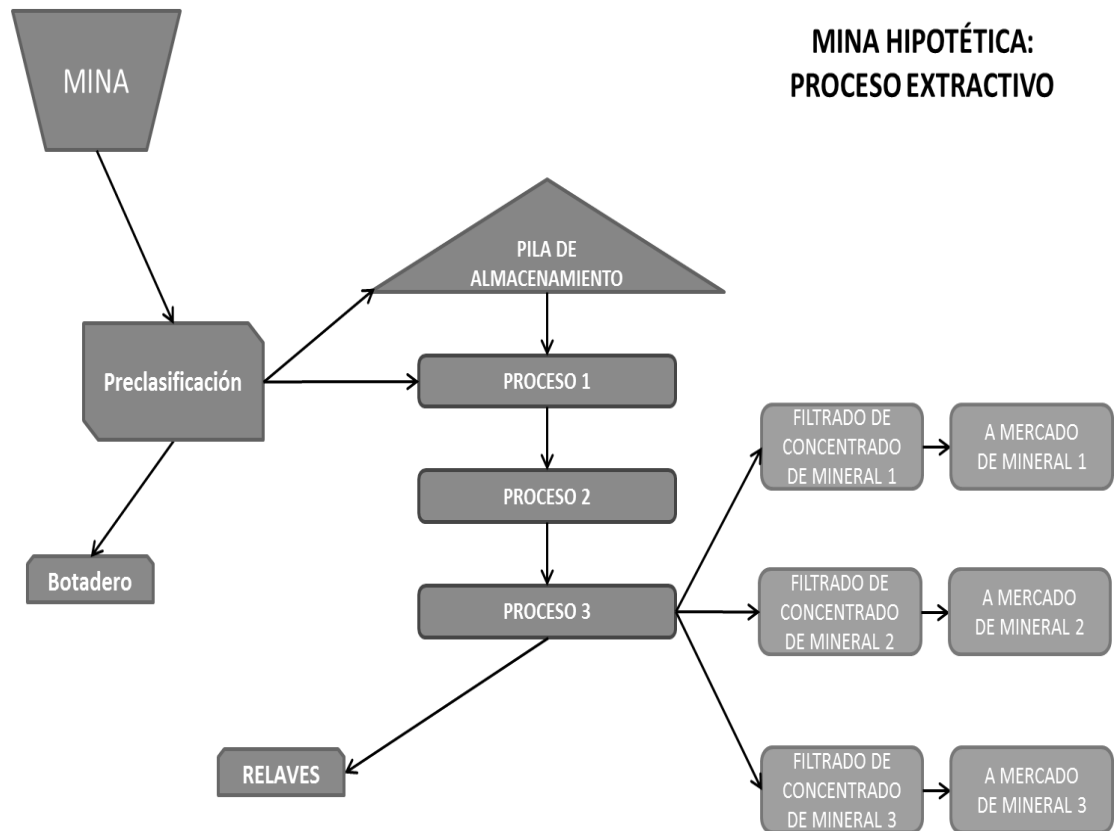 MINA HIPOTÉTICA:
PROCESO EXTRACTIVO
MINA
PILA DE
ALMACENAMIENTO
Preclasificación
PROCESO 1
PROCESO 2
PROCESO 3
Botadero
RELAVES
FILTRADO DE
CONCENTRADO
DE MINERAL 1
A MERCADO
DE MINERAL 1
FILTRADO DE
CONCENTRADO
DE MINERAL 2
A MERCADO
DE MINERAL 2
FILTRADO DE
CONCENTRADO
DE MINERAL 3
A MERCADO
DE MINERAL 3